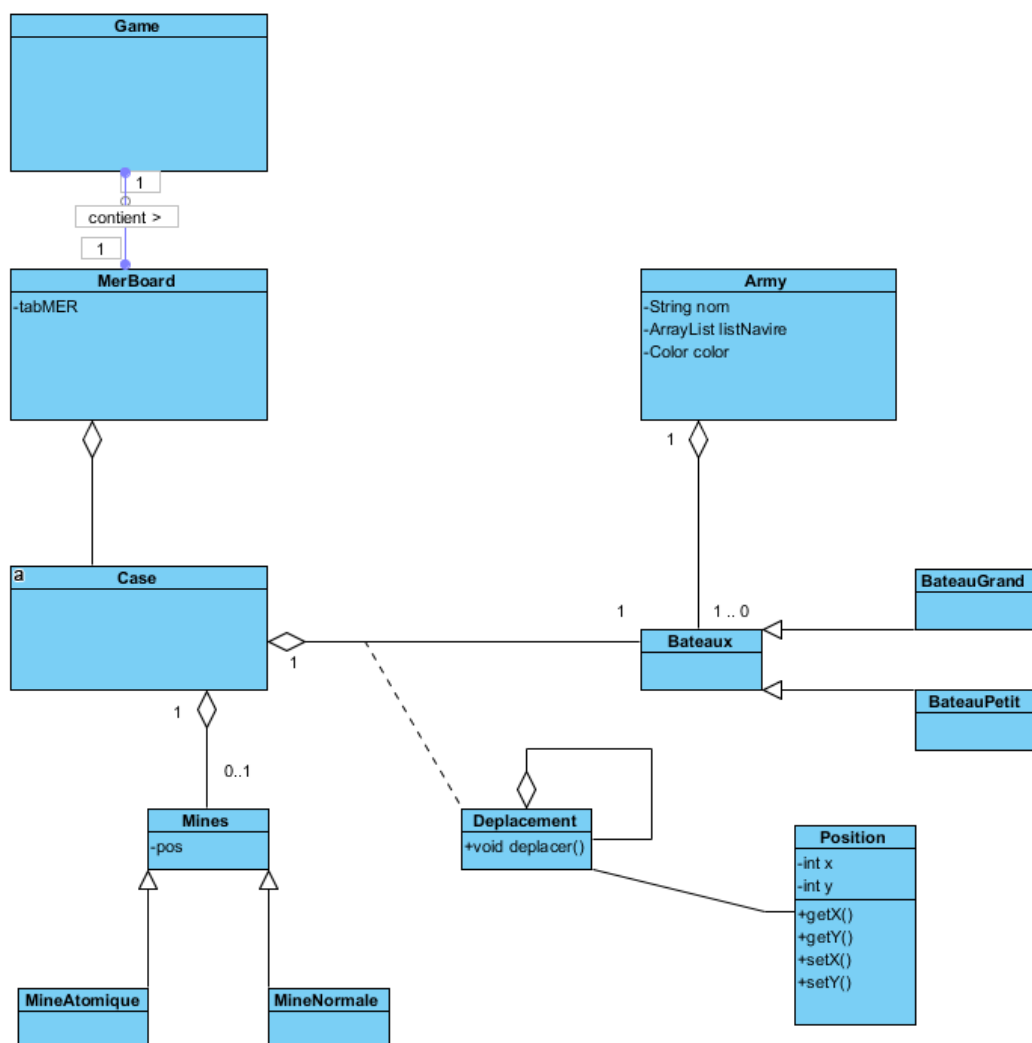 Game
1
contient >
1
MerBoard
-tabMER
Army
-String nom
-ArrayList listNavire
-Color color
1
a
Case
1
1
1 .. 0
Bateaux
BateauGrand
BateauPetit
1
0..1
Mines
-pos
Deplacement
+void deplacer()
Position
-int x
-int y
+getX()
+getY()
+setX()
+setY()
MineAtomique
MineNormale